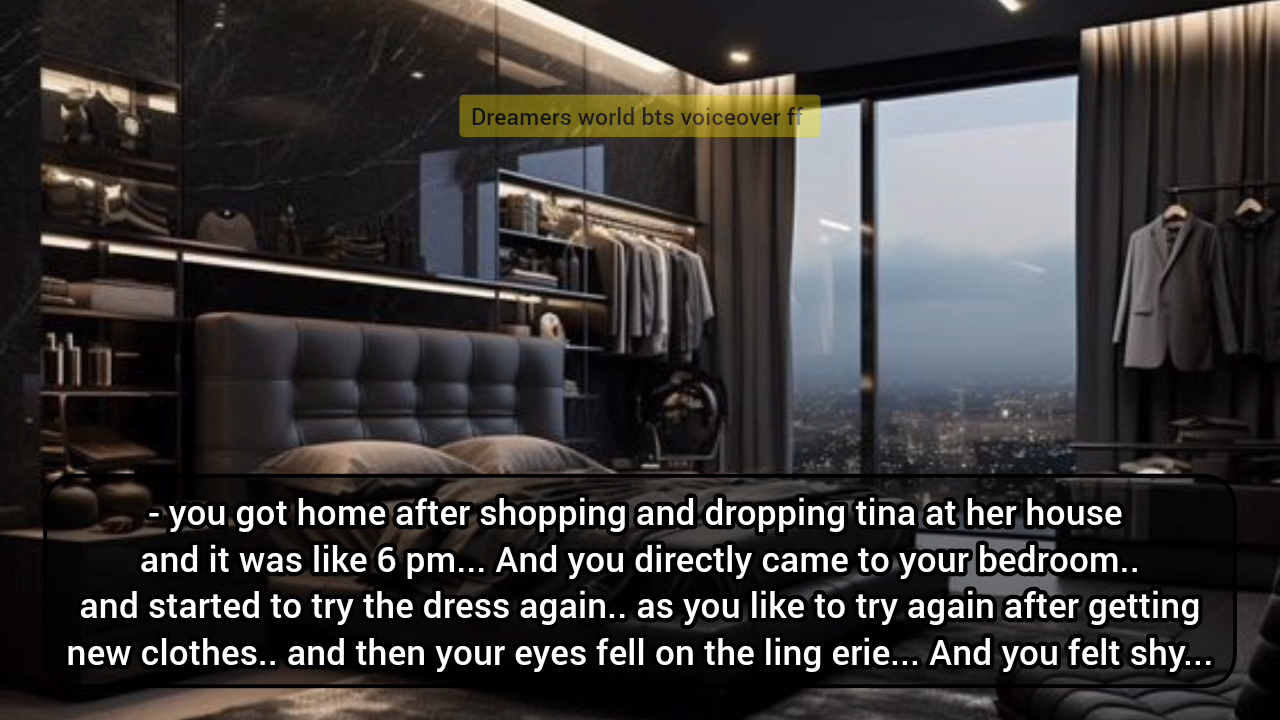 Dreamers world bts voiceover ff
- you got home after shopping and dropping tina at her house
and it was like 6 pm... And you directly came to your bedroom..
and started to try the dress again.. as you like to try again after getting
new clothes.. and then your eyes fell on the ling erie... And you felt shy...